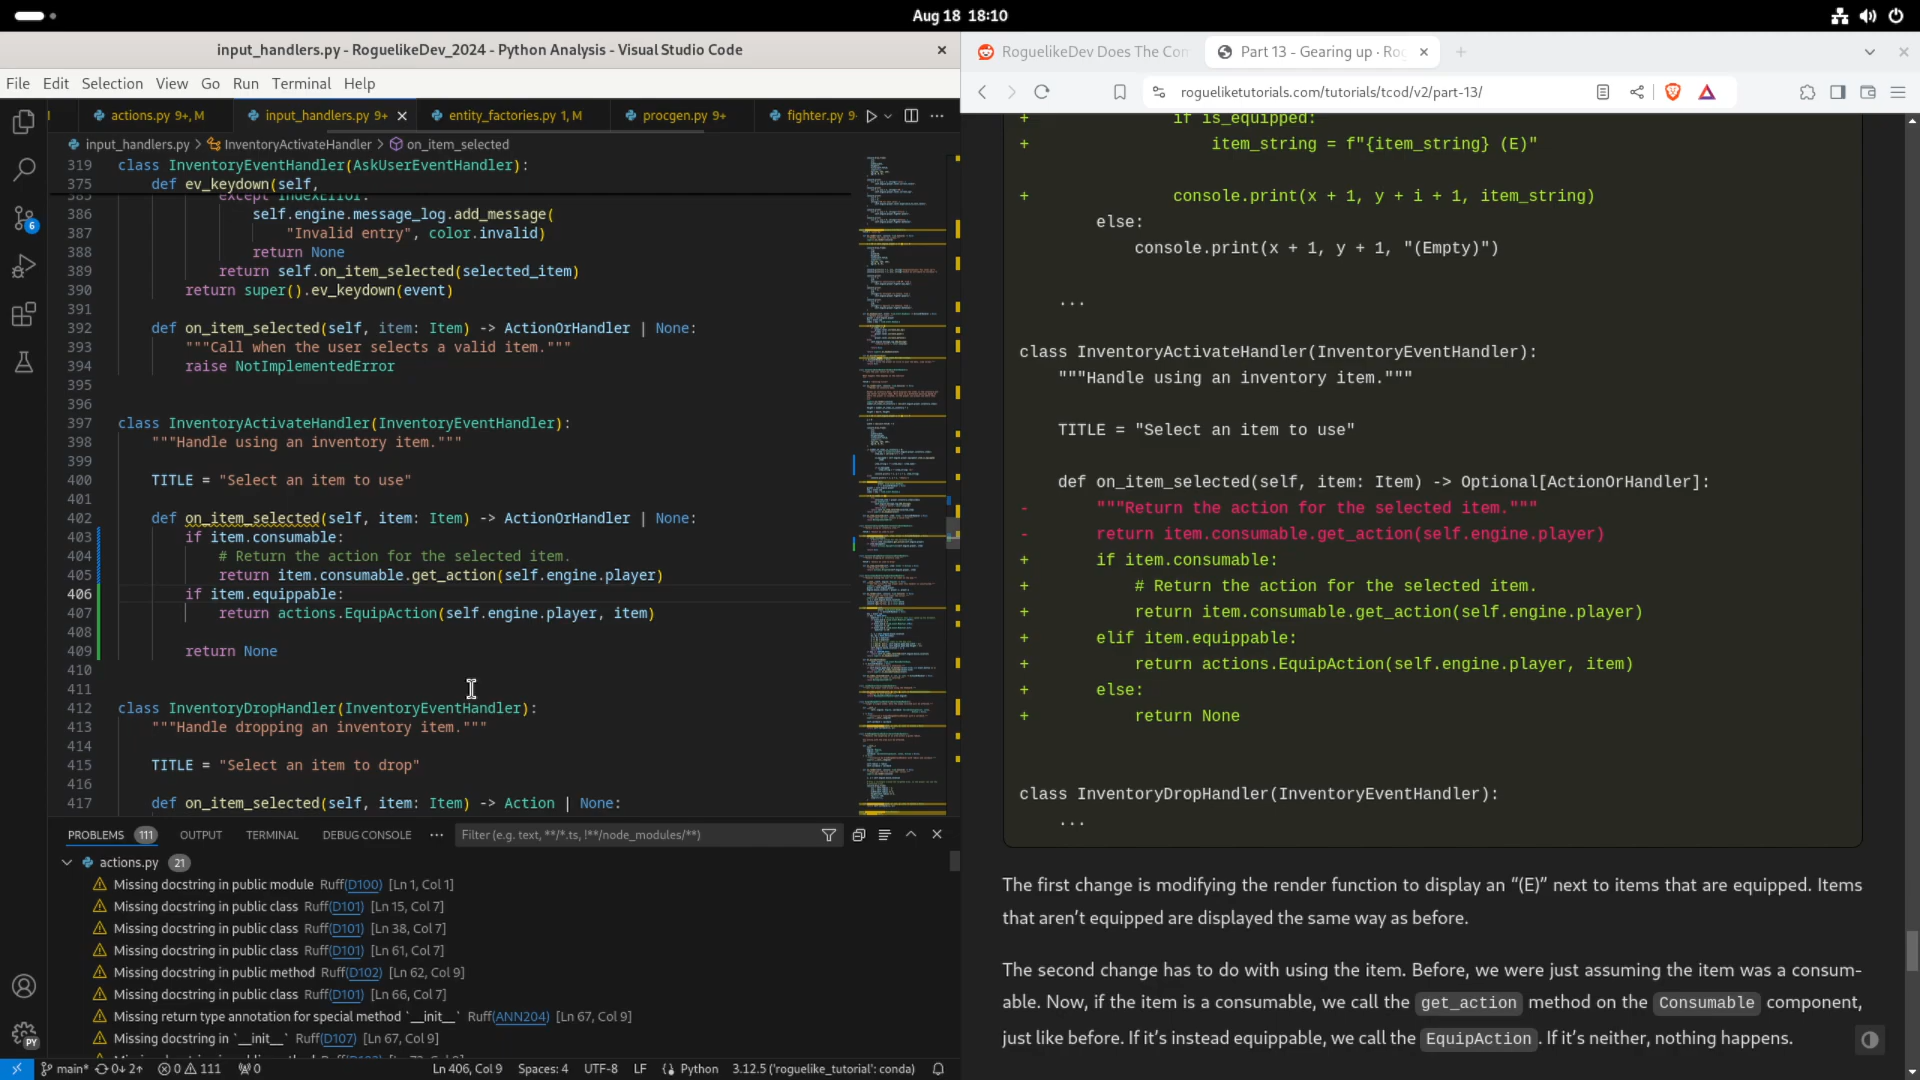 Aug 18 18:10
input_handlers.py - RoguelikeDev_2024 - Python Analysis - Visual Studio Code
File Edit Selection View Go Run Terminal Help
actions.py 9+, M
input_handlers.py 9+
entity_factories.py 1, M
procgen.py 9+
fighter.py 9
input_handlers.py > InventoryActivateHandler > on_item_selected
319 class InventoryEventHandler(AskUserEventHandler):
375 def ev_keydown(self,
385 except IndexError:
386 self.engine.message_log.add_message(
387 "Invalid entry", color.invalid)
388 return None
389 return self.on_item_selected(selected_item)
390 return super().ev_keydown(event)
391
392 def on_item_selected(self, item: Item) -> ActionOrHandler | None:
393 """Call when the user selects a valid item."""
394 raise NotImplementedError
395
396
397 class InventoryActivateHandler(InventoryEventHandler):
398 """Handle using an inventory item."""
399
400 TITLE = "Select an item to use"
401
402 def on_item_selected(self, item: Item) -> ActionOrHandler | None:
403 if item.consumable:
404 # Return the action for the selected item.
405 return item.consumable.get_action(self.engine.player)
406 if item.equippable:
407 return actions.EquipAction(self.engine.player, item)
408
409 return None
410
411
412 class InventoryDropHandler(InventoryEventHandler):
413 """Handle dropping an inventory item."""
414
415 TITLE = "Select an item to drop"
416
417 def on_item_selected(self, item: Item) -> Action | None:
PROBLEMS 111 OUTPUT TERMINAL DEBUG CONSOLE ··· Filter (e.g. text, **/*.ts, !**/node_modules/**)
actions.py 21
Missing docstring in public module Ruff(D100) [Ln 1, Col 1]
Missing docstring in public class Ruff(D101) [Ln 15, Col 7]
Missing docstring in public class Ruff(D101) [Ln 38, Col 7]
Missing docstring in public class Ruff(D101) [Ln 61, Col 7]
Missing docstring in public method Ruff(D102) [Ln 62, Col 9]
Missing docstring in public class Ruff(D101) [Ln 66, Col 7]
Missing return type annotation for special method `__init__` Ruff(ANN204) [Ln 67, Col 9]
Missing docstring in `__init__` Ruff(D107) [Ln 67, Col 9]
6
PY
main* 0↓ 2↑ 0 111 0 Ln 406, Col 9 Spaces: 4 UTF-8 LF Python 3.12.5 ('roguelike_tutorial': conda)
RoguelikeDev Does The Com
Part 13 - Gearing up · Rog
rogueliketutorials.com/tutorials/tcod/v2/part-13/
+ if is_equipped:
+ item_string = f"{item_string} (E)"
+ console.print(x + 1, y + i + 1, item_string)
else:
console.print(x + 1, y + 1, "(Empty)")
...
class InventoryActivateHandler(InventoryEventHandler):
"""Handle using an inventory item."""
TITLE = "Select an item to use"
def on_item_selected(self, item: Item) -> Optional[ActionOrHandler]:
- """Return the action for the selected item."""
- return item.consumable.get_action(self.engine.player)
+ if item.consumable:
+ # Return the action for the selected item.
+ return item.consumable.get_action(self.engine.player)
+ elif item.equippable:
+ return actions.EquipAction(self.engine.player, item)
+ else:
+ return None
class InventoryDropHandler(InventoryEventHandler):
...
The first change is modifying the render function to display an “(E)” next to items that are equipped. Items
that aren’t equipped are displayed the same way as before.
The second change has to do with using the item. Before, we were just assuming the item was a consum-
able. Now, if the item is a consumable, we call the get_action method on the Consumable component,
just like before. If it’s instead equippable, we call the EquipAction. If it’s neither, nothing happens.